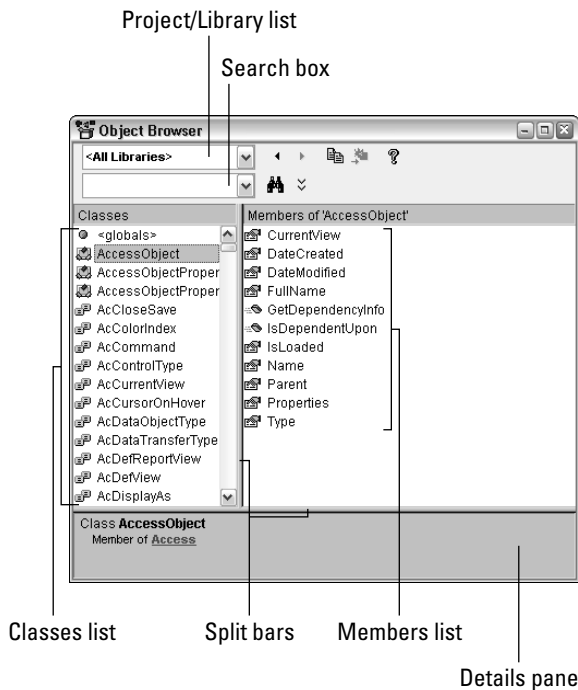 Project/Library list
Search box
Object Browser
<All Libraries>
Classes
<globals>
AccessObject
AccessObjectProper
AccessObjectProper
AcCloseSave
AcColorIndex
AcCommand
AcControlType
AcCurrentView
AcCursorOnHover
AcDataObjectType
AcDataTransferType
AcDefReportView
AcDefView
AcDisplayAs
Members of 'AccessObject'
CurrentView
DateCreated
DateModified
FullName
GetDependencyInfo
IsDependentUpon
IsLoaded
Name
Parent
Properties
Type
Class AccessObject
Member of Access
Classes list
Split bars
Members list
Details pane